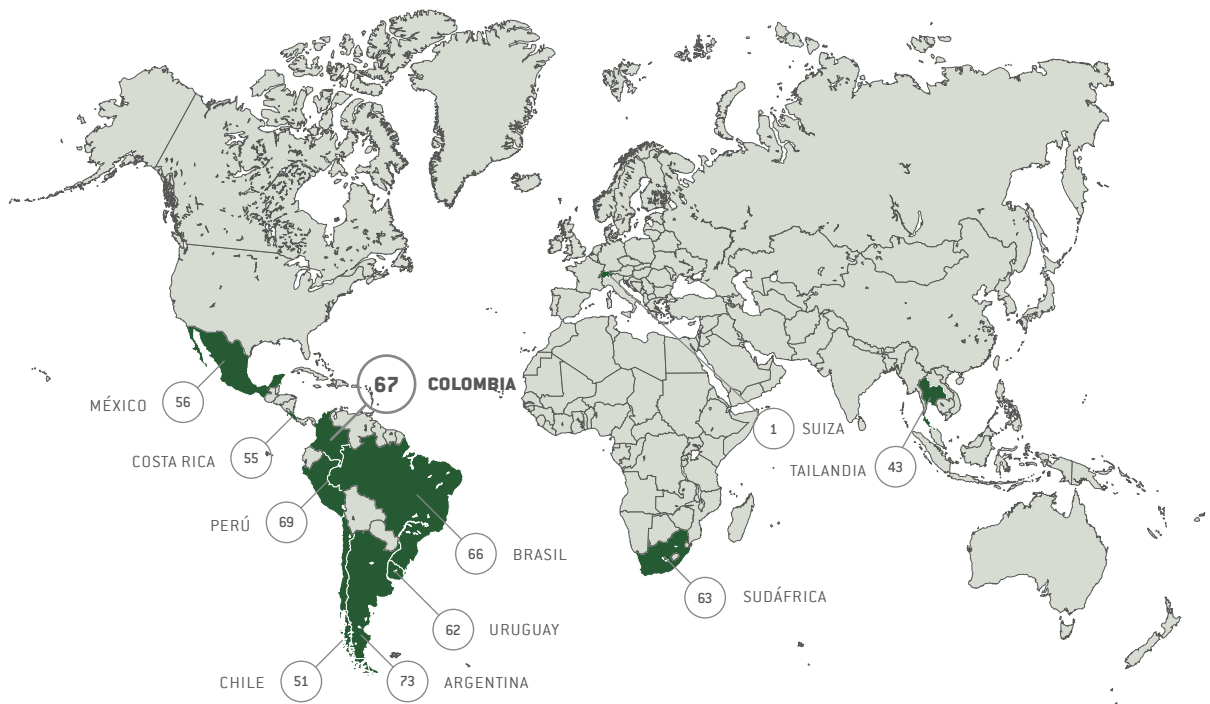 67 COLOMBIA
MÉXICO 56
1 SUIZA
COSTA RICA 55
TAILANDIA 43
PERÚ 69
66 BRASIL
63 SUDÁFRICA
62 URUGUAY
CHILE 51
73 ARGENTINA